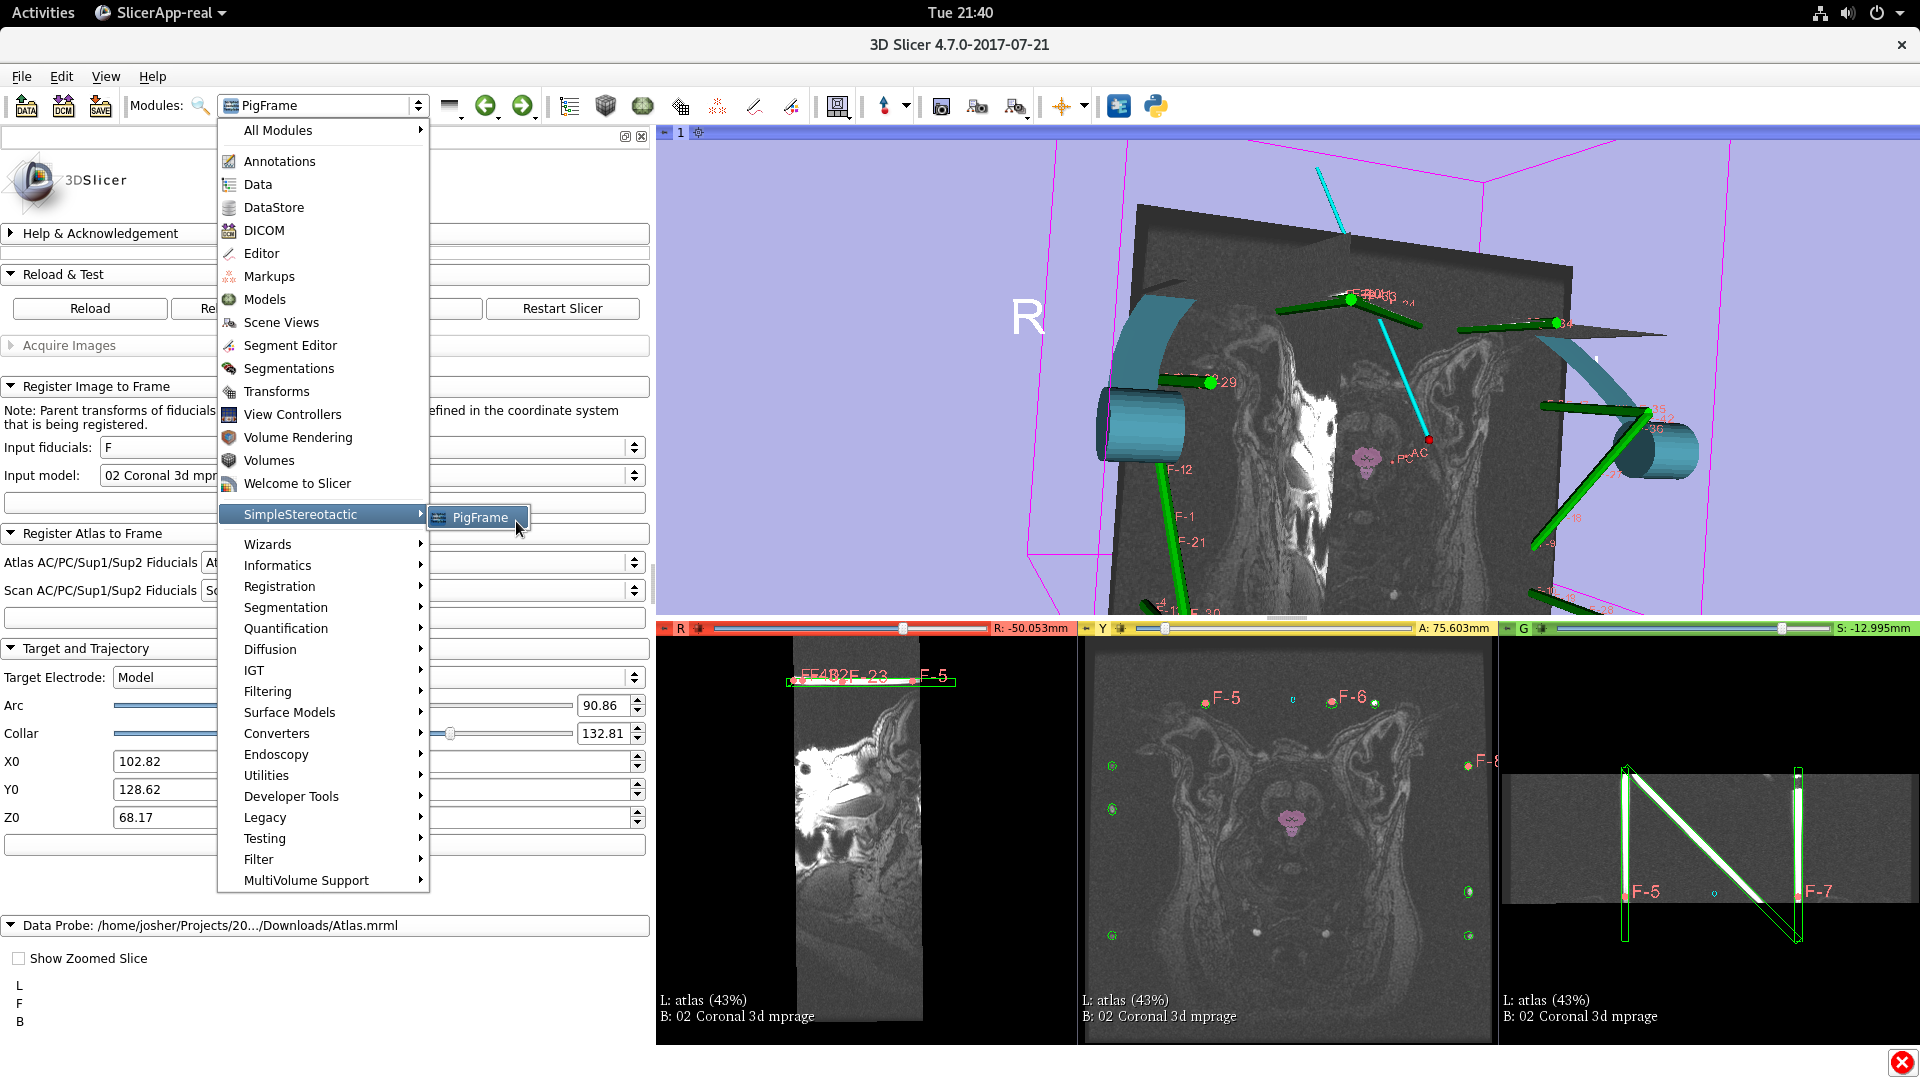 Activities SlicerApp-real Tue 21:40
3D Slicer 4.7.0-2017-07-21
File Edit View Help
DATA DCM SAVE Modules: PigFrame
All Modules
Annotations
Data
DataStore
DICOM
Editor
Markups
Models
Scene Views
Segment Editor
Segmentations
Transforms
View Controllers
Volume Rendering
Volumes
Welcome to Slicer
SimpleStereotactic
PigFrame
Wizards
Informatics
Registration
Segmentation
Quantification
Diffusion
IGT
Filtering
Surface Models
Converters
Endoscopy
Utilities
Developer Tools
Legacy
Testing
Filter
MultiVolume Support
3DSlicer
Help & Acknowledgement
Reload & Test
Reload Re Restart Slicer
Acquire Images
Register Image to Frame
Note: Parent transforms of fiducials efined in the coordinate system
that is being registered.
Input fiducials: F
Input model: 02 Coronal 3d mpr
Register Atlas to Frame
Atlas AC/PC/Sup1/Sup2 Fiducials At
Scan AC/PC/Sup1/Sup2 Fiducials Sc
Target and Trajectory
Target Electrode: Model
Arc 90.86
Collar 132.81
X0 102.82
Y0 128.62
Z0 68.17
Data Probe: /home/josher/Projects/20.../Downloads/Atlas.mrml
Show Zoomed Slice
L
F
B
1
R
-29
F-12
F-1
F-21
AC
R R: -50.053mm
F-23 F-5
L: atlas (43%)
B: 02 Coronal 3d mprage
Y A: 75.603mm
F-5 F-6
L: atlas (43%)
B: 02 Coronal 3d mprage
G S: -12.995mm
F-5 F-7
L: atlas (43%)
B: 02 Coronal 3d mprage